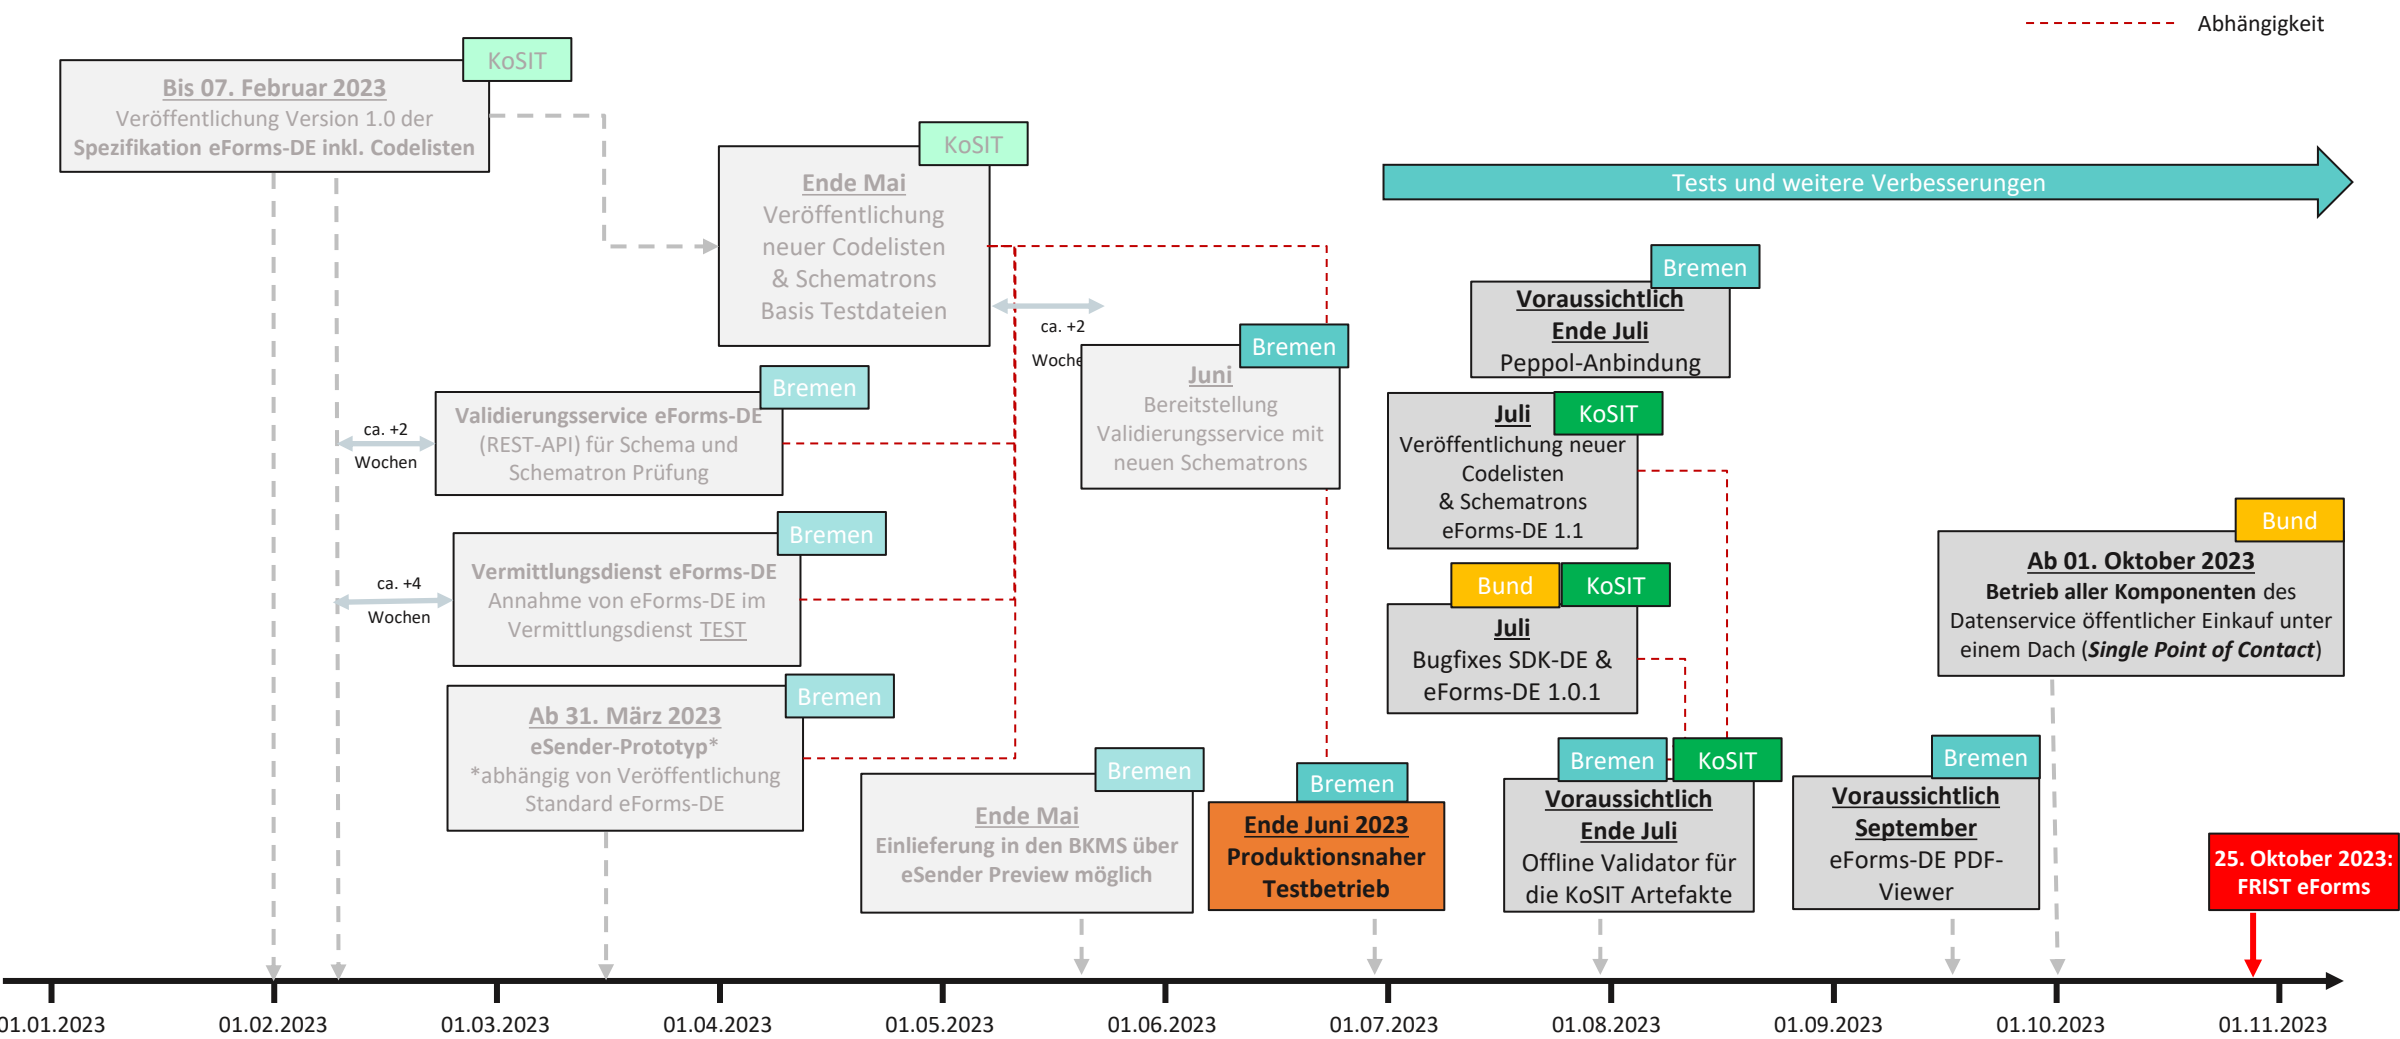 Abhängigkeit
KoSIT
Bis 07. Februar 2023
Veröffentlichung Version 1.0 der
Spezifikation eForms-DE inkl. Codelisten
KoSIT
Ende Mai
Veröffentlichung
neuer Codelisten
& Schematrons
Basis Testdateien
Tests und weitere Verbesserungen
ca. +2
Woche
Bremen
Juni
Bereitstellung
Validierungsservice mit
neuen Schematrons
Bremen
Voraussichtlich
Ende Juli
Peppol-Anbindung
Bremen
Validierungsservice eForms-DE
(REST-API) für Schema und
Schematron Prüfung
ca. +2
Wochen
KoSIT
Juli
Veröffentlichung neuer
Codelisten
& Schematrons
eForms-DE 1.1
Bremen
Vermittlungsdienst eForms-DE
Annahme von eForms-DE im
Vermittlungsdienst TEST
ca. +4
Wochen
Bund
KoSIT
Juli
Bugfixes SDK-DE &
eForms-DE 1.0.1
Bund
Ab 01. Oktober 2023
Betrieb aller Komponenten des
Datenservice öffentlicher Einkauf unter
einem Dach (Single Point of Contact)
Bremen
Ab 31. März 2023
eSender-Prototyp*
*abhängig von Veröffentlichung
Standard eForms-DE
Bremen
Ende Mai
Einlieferung in den BKMS über
eSender Preview möglich
Bremen
Ende Juni 2023
Produktionsnaher
Testbetrieb
Bremen
KoSIT
Voraussichtlich
Ende Juli
Offline Validator für
die KoSIT Artefakte
Bremen
Voraussichtlich
September
eForms-DE PDF-
Viewer
25. Oktober 2023:
FRIST eForms
01.01.2023
01.02.2023
01.03.2023
01.04.2023
01.05.2023
01.06.2023
01.07.2023
01.08.2023
01.09.2023
01.10.2023
01.11.2023